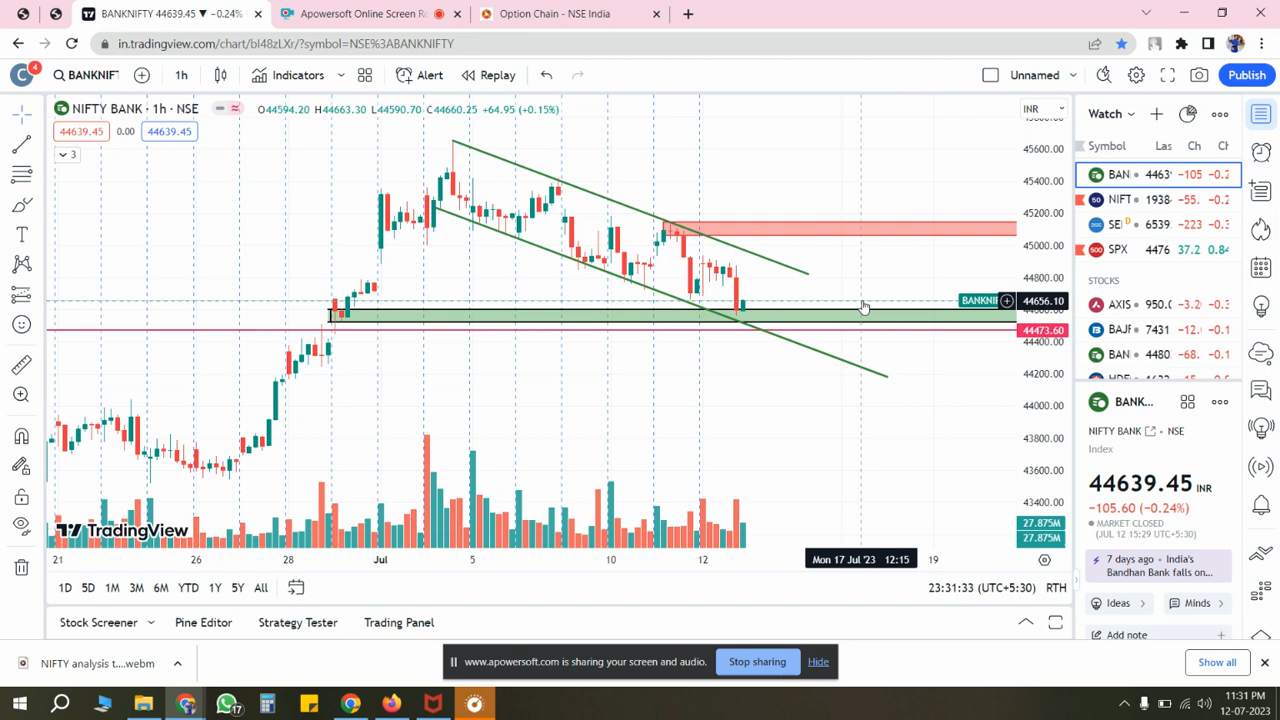 BANKNIFTY 44639.45 ▼ −0.24%
Apowersoft Online Screen Re
Option Chain - NSE India
in.tradingview.com/chart/bI48zLXr/?symbol=NSE%3ABANKNIFTY
C 4
BANKNIFT
1h
Indicators
Alert
Replay
Unnamed
Publish
NIFTY BANK · 1h · NSE
O44594.20 H44663.30 L44590.70 C44660.25 +64.95 (+0.15%)
44639.45 0.00 44639.45
3
INR
45600.00
45400.00
45200.00
45000.00
44800.00
BANKNI
44656.10
44473.60
44400.00
44200.00
44000.00
43800.00
43600.00
43400.00
27.875M
27.875M
TradingView
21 26 28 Jul 5 10 12 Mon 17 Jul '23 12:15 19
1D 5D 1M 3M 6M YTD 1Y 5Y All
23:31:33 (UTC+5:30) RTH
Stock Screener
Pine Editor
Strategy Tester
Trading Panel
Watch
Symbol Las Ch Ch
BAN 4463 −105 −0.2
NIFT 1938 −55. −0.2
SEI D 6539 −223 −0.3
SPX 4476 37.2 0.84
STOCKS
AXIS 950.0 −3.20 −0.3
BAJF 7431 −12. −0.1
BAN 4480 −68. −0.1
BANK...
NIFTY BANK · NSE
Index
44639.45 INR
−105.60 (−0.24%)
MARKET CLOSED
(JUL 12 15:29 UTC+5:30)
7 days ago • India's
Bandhan Bank falls on...
Ideas
Minds
Add note
NIFTY analysis t....webm
www.apowersoft.com is sharing your screen and audio.
Stop sharing
Hide
Show all
17
11:31 PM
12-07-2023